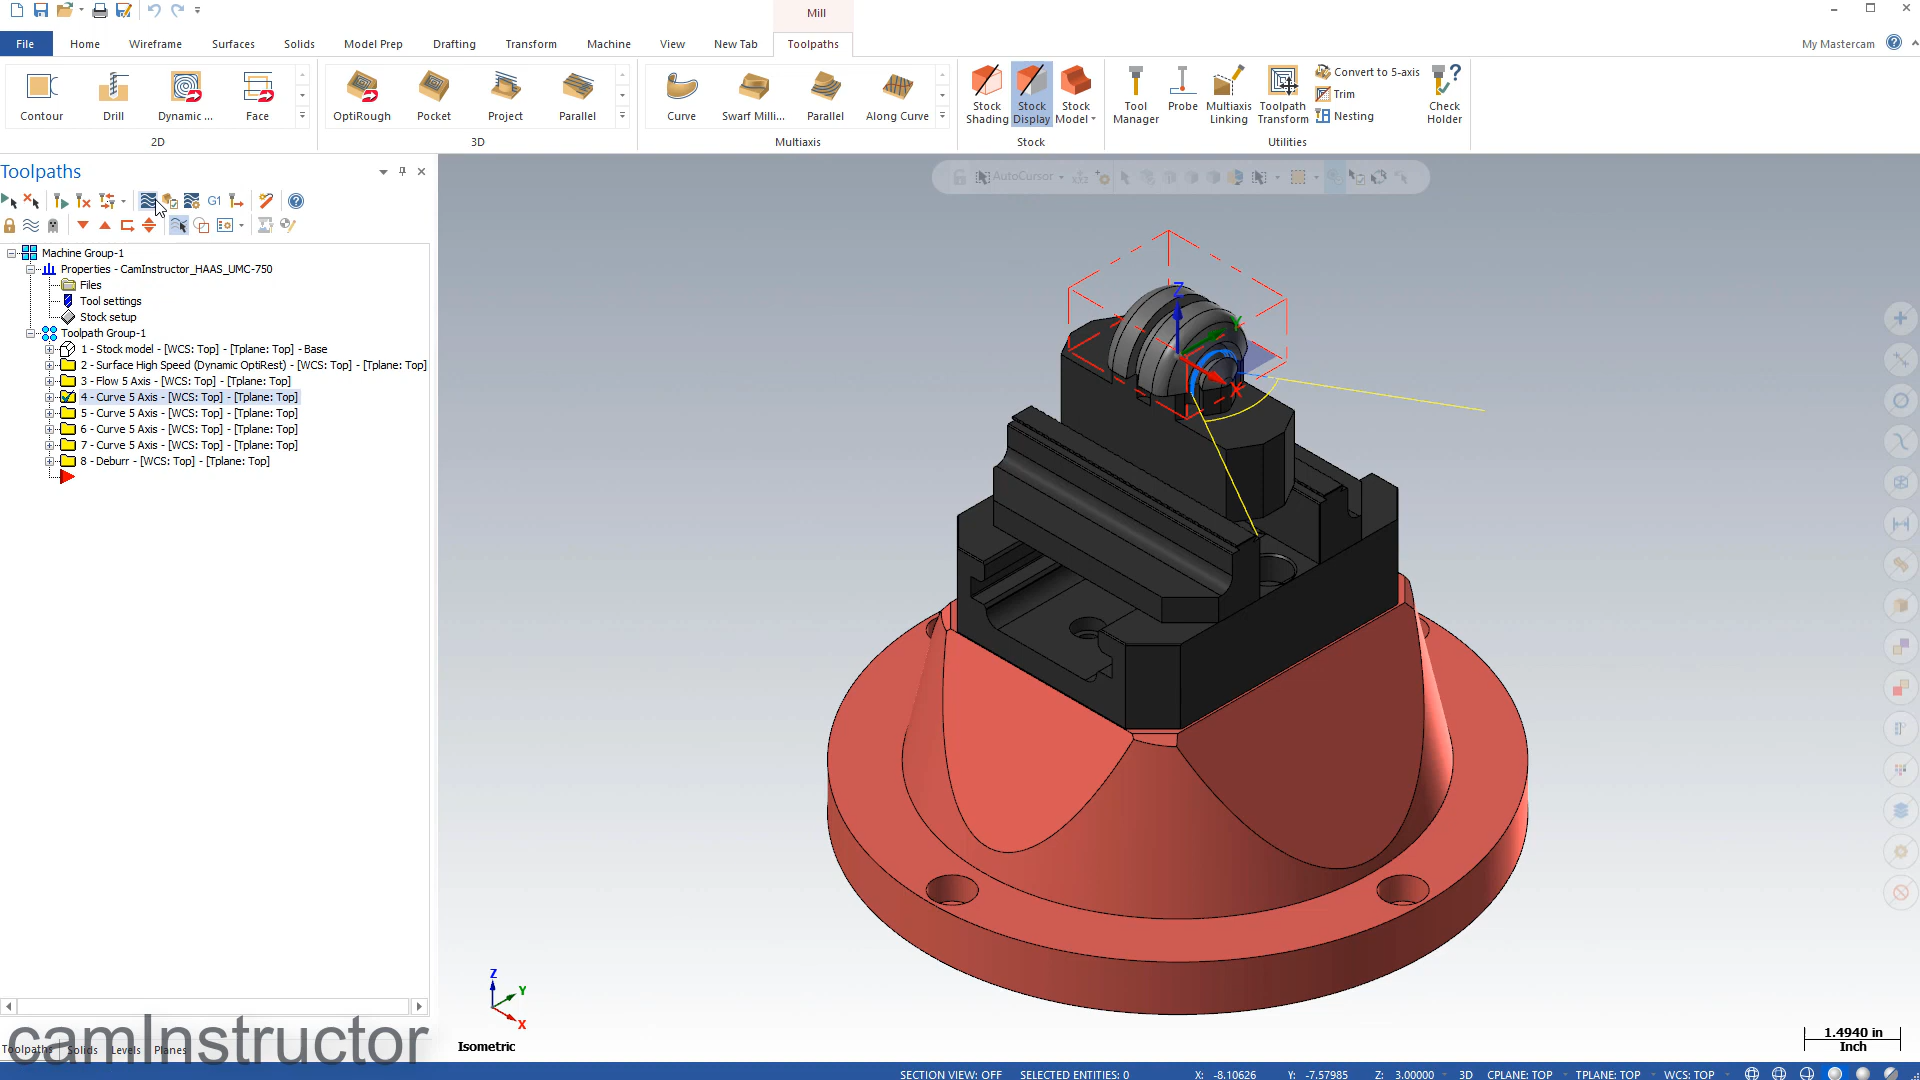 Mill
File Home Wireframe Surfaces Solids Model Prep Drafting Transform Machine View New Tab Toolpaths My Mastercam
Contour Drill Dynamic ... Face OptiRough Pocket Project Parallel Curve Swarf Milli... Parallel Along Curve Stock Shading Stock Display Stock Model Tool Manager Probe Multiaxis Linking Toolpath Transform Convert to 5-axis Trim Nesting Check Holder
2D 3D Multiaxis Stock Utilities
Toolpaths
AutoCursor
G1
Machine Group-1
Properties - CamInstructor_HAAS_UMC-750
Files
Tool settings
Stock setup
Toolpath Group-1
1 - Stock model - [WCS: Top] - [Tplane: Top] - Base
2 - Surface High Speed (Dynamic OptiRest) - [WCS: Top] - [Tplane: Top]
3 - Flow 5 Axis - [WCS: Top] - [Tplane: Top]
4 - Curve 5 Axis - [WCS: Top] - [Tplane: Top]
5 - Curve 5 Axis - [WCS: Top] - [Tplane: Top]
6 - Curve 5 Axis - [WCS: Top] - [Tplane: Top]
7 - Curve 5 Axis - [WCS: Top] - [Tplane: Top]
8 - Deburr - [WCS: Top] - [Tplane: Top]
Z
Y
X
Z
Y
X
Isometric
1.4940 in
Inch
camInstructor
Toolpaths Solids Levels Planes
SECTION VIEW: OFF SELECTED ENTITIES: 0 X: -8.10626 Y: -7.57985 Z: 3.00000 3D CPLANE: TOP TPLANE: TOP WCS: TOP